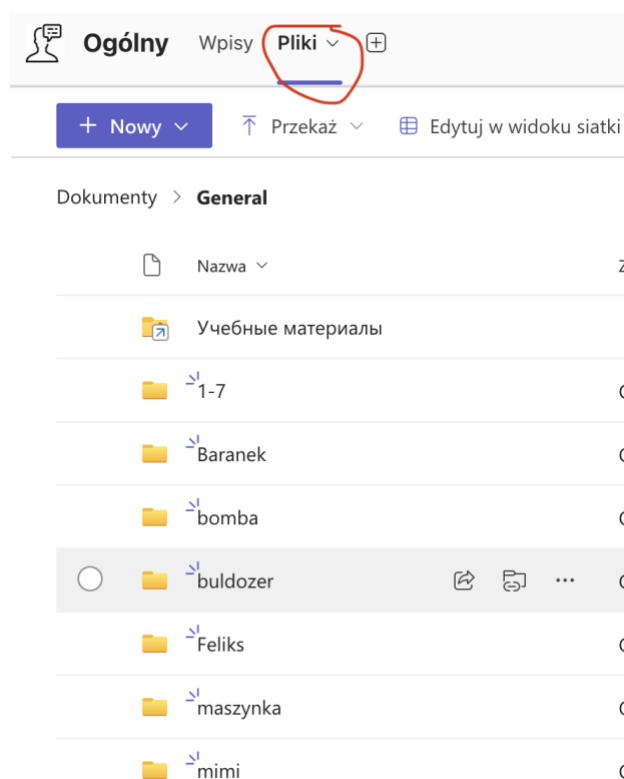 Ogólny Wpisy Pliki
Nowy Przekaż Edytuj w widoku siatki
Dokumenty > General
Nazwa
Учебные материалы
1-7
Baranek
bomba
buldozer
Feliks
maszynka
mimi